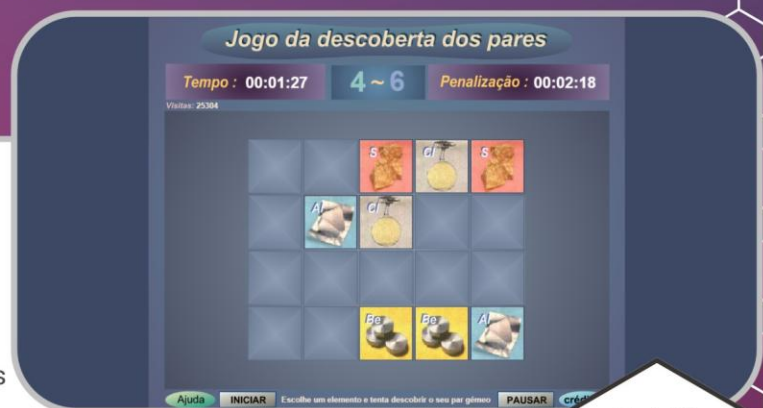 Jogo da descoberta dos pares
Tempo : 00:01:27 4 ~ 6 Penalização : 00:02:18
Visitas: 25304
S Cl S
Al Cl
Be Be Al
s
Ajuda INICIAR Escolhe um elemento e tenta descobrir o seu par gémeo PAUSAR